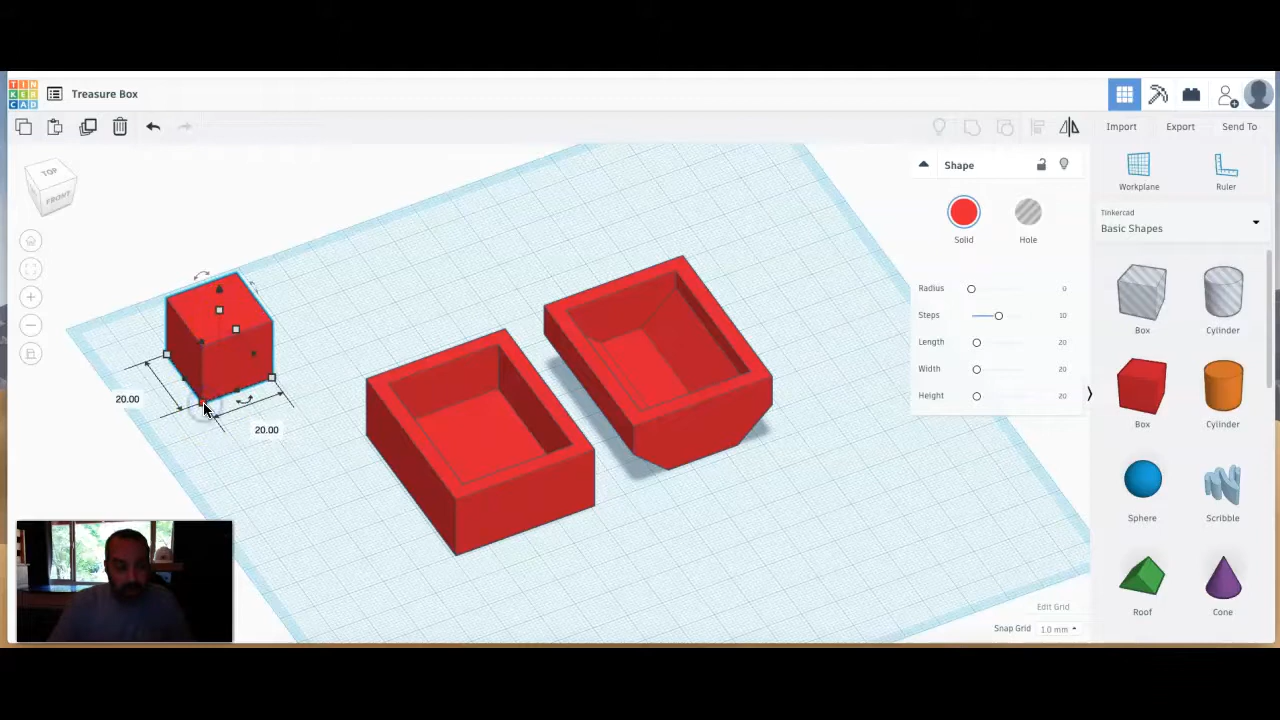 TIN
KER
CAD
Treasure Box
Import
Export
Send To
TOP
FRONT
Shape
Solid
Hole
Radius 0
Steps 10
Length 20
Width 20
Height 20
Workplane
Ruler
Tinkercad
Basic Shapes
Box
Cylinder
Box
Cylinder
Sphere
Scribble
Roof
Cone
20.00
20.00
Edit Grid
Snap Grid 1.0 mm